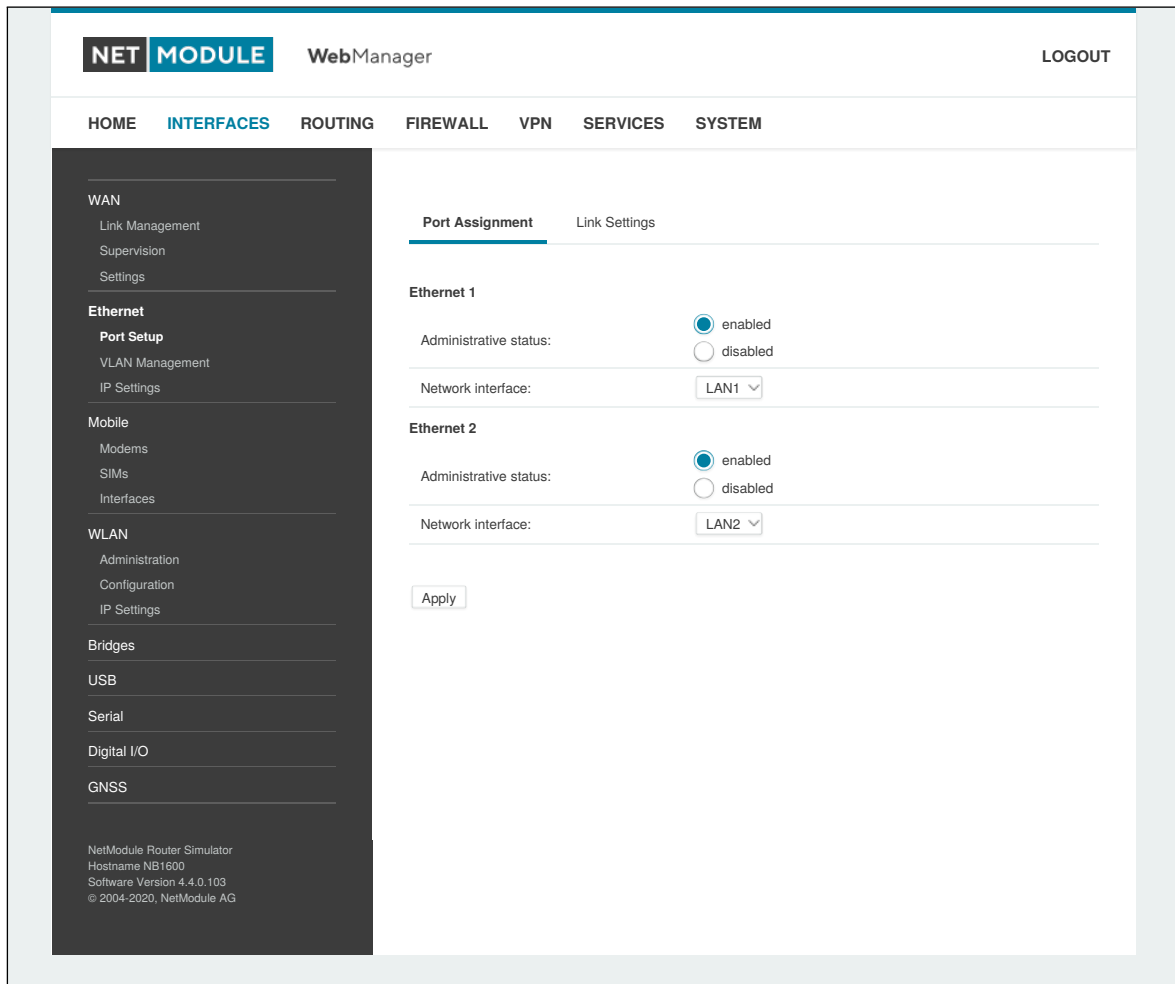 NET MODULE WebManager LOGOUT
HOME INTERFACES ROUTING FIREWALL VPN SERVICES SYSTEM
WAN
Link Management
Supervision
Settings
Ethernet
Port Setup
VLAN Management
IP Settings
Mobile
Modems
SIMs
Interfaces
WLAN
Administration
Configuration
IP Settings
Bridges
USB
Serial
Digital I/O
GNSS
NetModule Router Simulator
Hostname NB1600
Software Version 4.4.0.103
© 2004-2020, NetModule AG
Port Assignment Link Settings
Ethernet 1
Administrative status:
enabled
disabled
Network interface: LAN1
Ethernet 2
Administrative status:
enabled
disabled
Network interface: LAN2
Apply